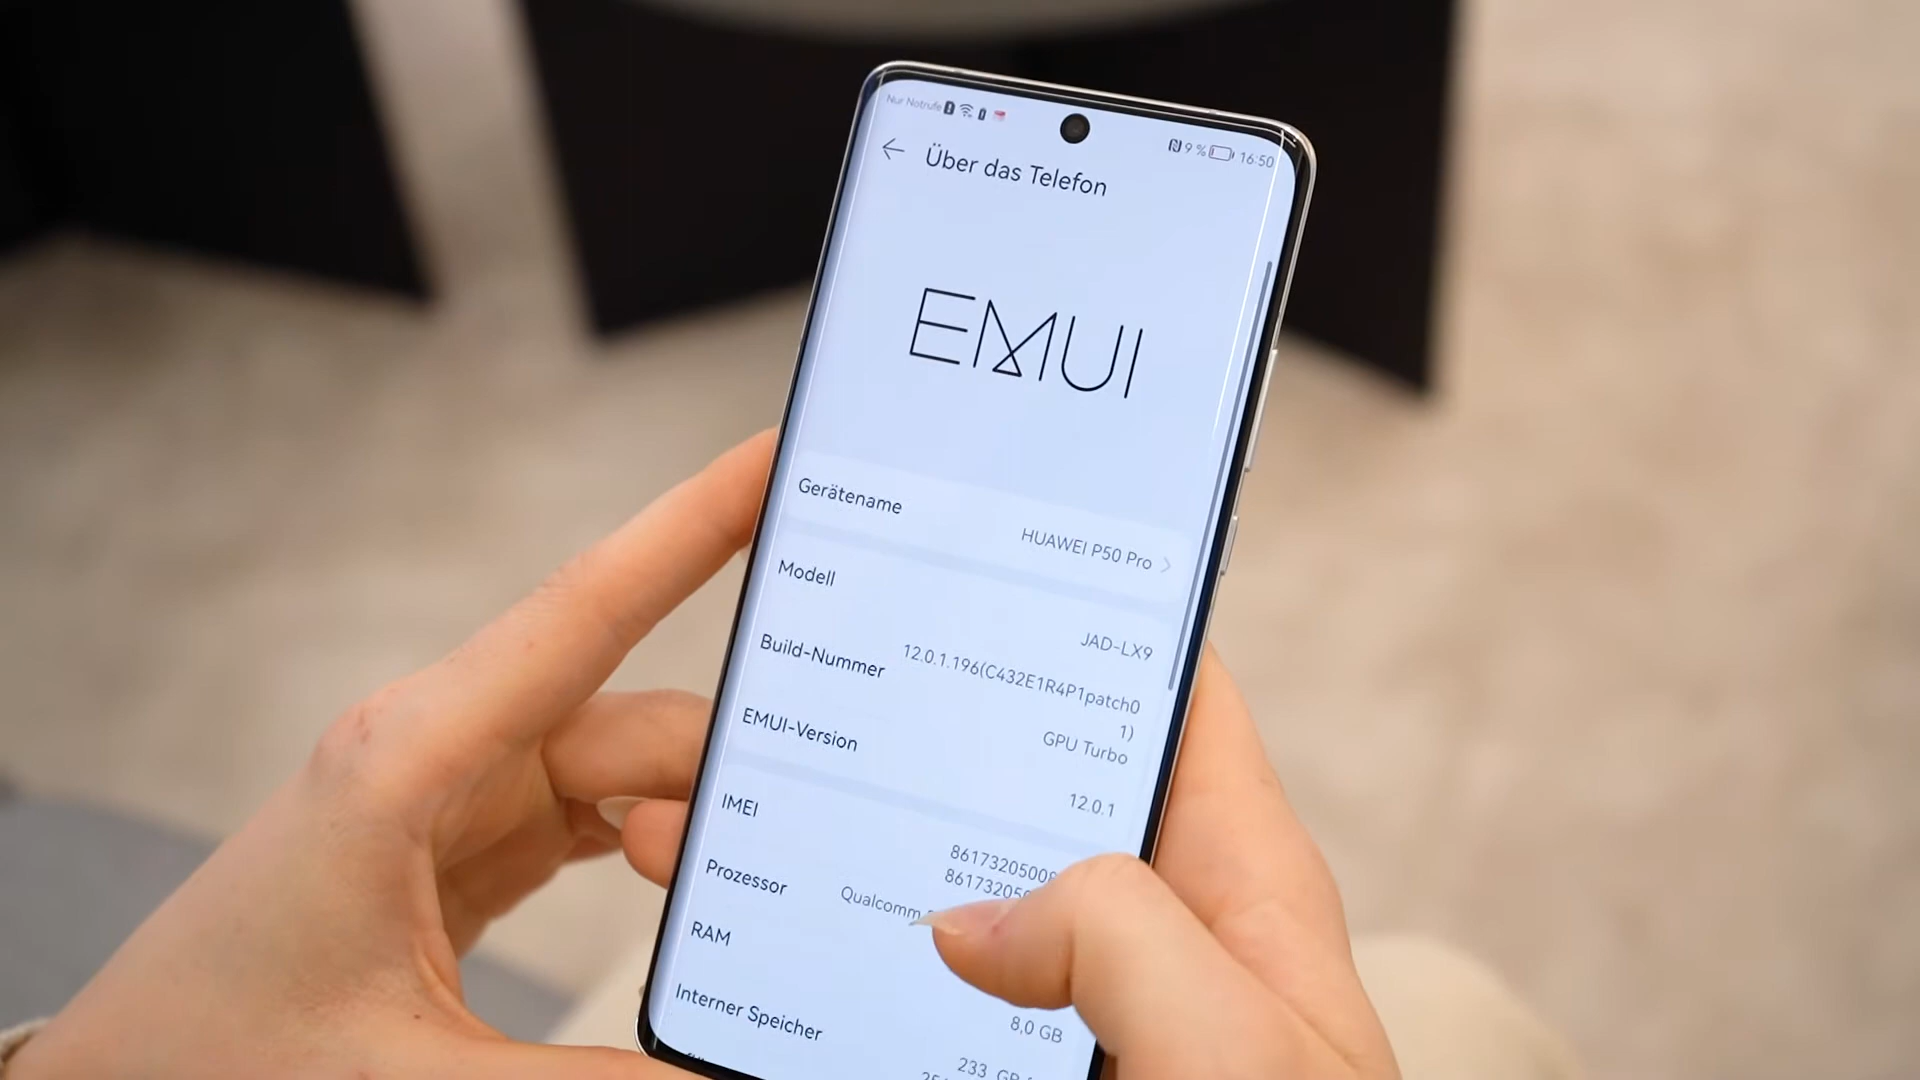 Nur Notrufe
9 %
16:50
Über das Telefon
EMUI
Gerätename
HUAWEI P50 Pro
Modell
JAD-LX9
Build-Nummer
12.0.1.196(C432E1R4P1patch0
1)
GPU Turbo
EMUI-Version
12.0.1
IMEI
8617320500
86173205
Prozessor
Qualcomm
RAM
8,0 GB
Interner Speicher
233 GB